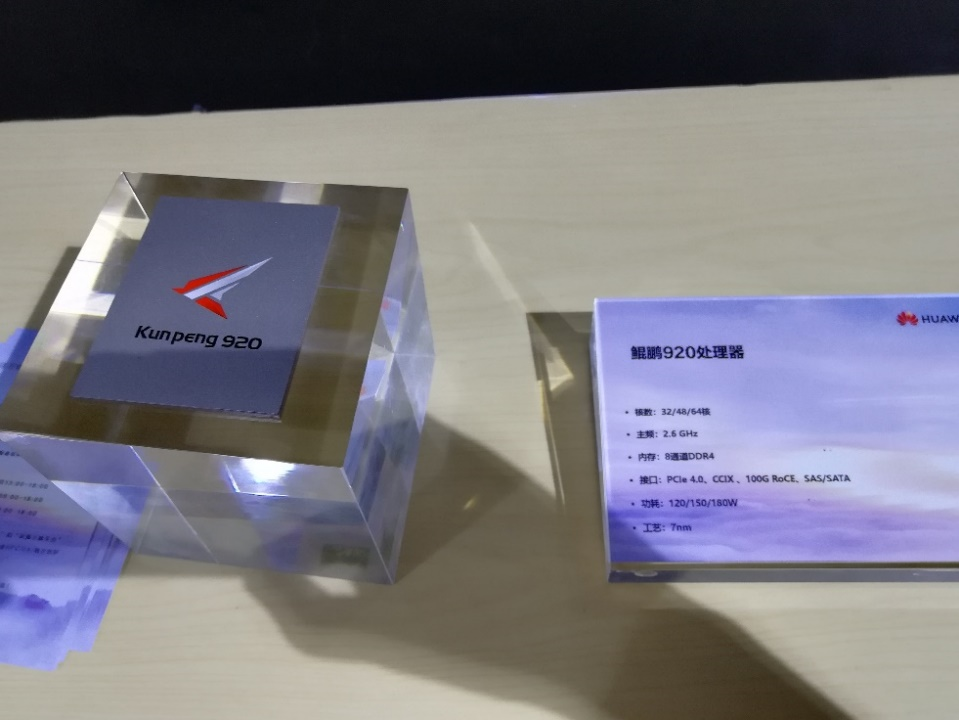 Kunpeng 920
HUAW
鲲鹏920处理器
• 核数：32/48/64核
• 主频：2.6 GHz
• 内存：8通道DDR4
• 接口：PCIe 4.0、CCIX 、100G RoCE、SAS/SATA
• 功耗：120/150/180W
• 工艺：7nm